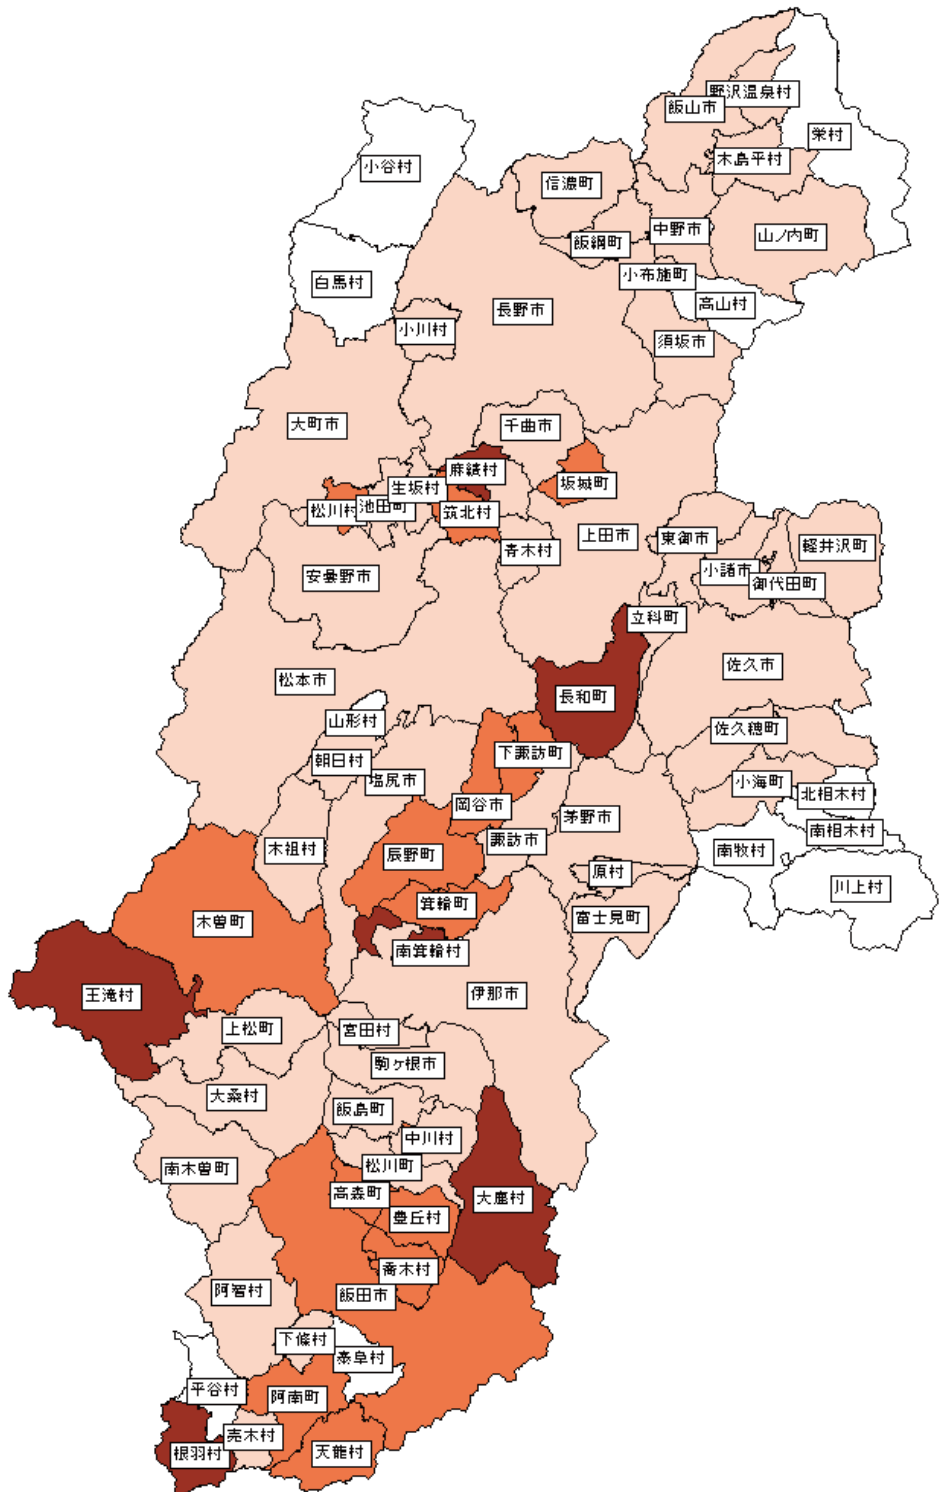 野沢温泉村
飯山市
栄村
木島平村
小谷村
信濃町
中野市
山ノ内町
飯綱町
小布施町
白馬村
高山村
長野市
小川村
須坂市
大町市
千曲市
麻績村
坂城町
生坂村
松川村
池田町
筑北村
上田市
東御市
軽井沢町
青木村
小諸市
御代田町
安曇野市
立科町
佐久市
松本市
長和町
山形村
佐久穂町
下諏訪町
朝日村
塩尻市
小海町
北相木村
岡谷市
茅野市
南相木村
諏訪市
木祖村
辰野町
南牧村
原村
川上村
箕輪町
富士見町
木曽町
南箕輪村
王滝村
伊那市
上松町
宮田村
駒ヶ根市
大桑村
飯島町
中川村
松川町
南木曽町
高森町
大鹿村
豊丘村
喬木村
阿智村
飯田市
下條村
泰阜村
平谷村
阿南町
売木村
天龍村
根羽村